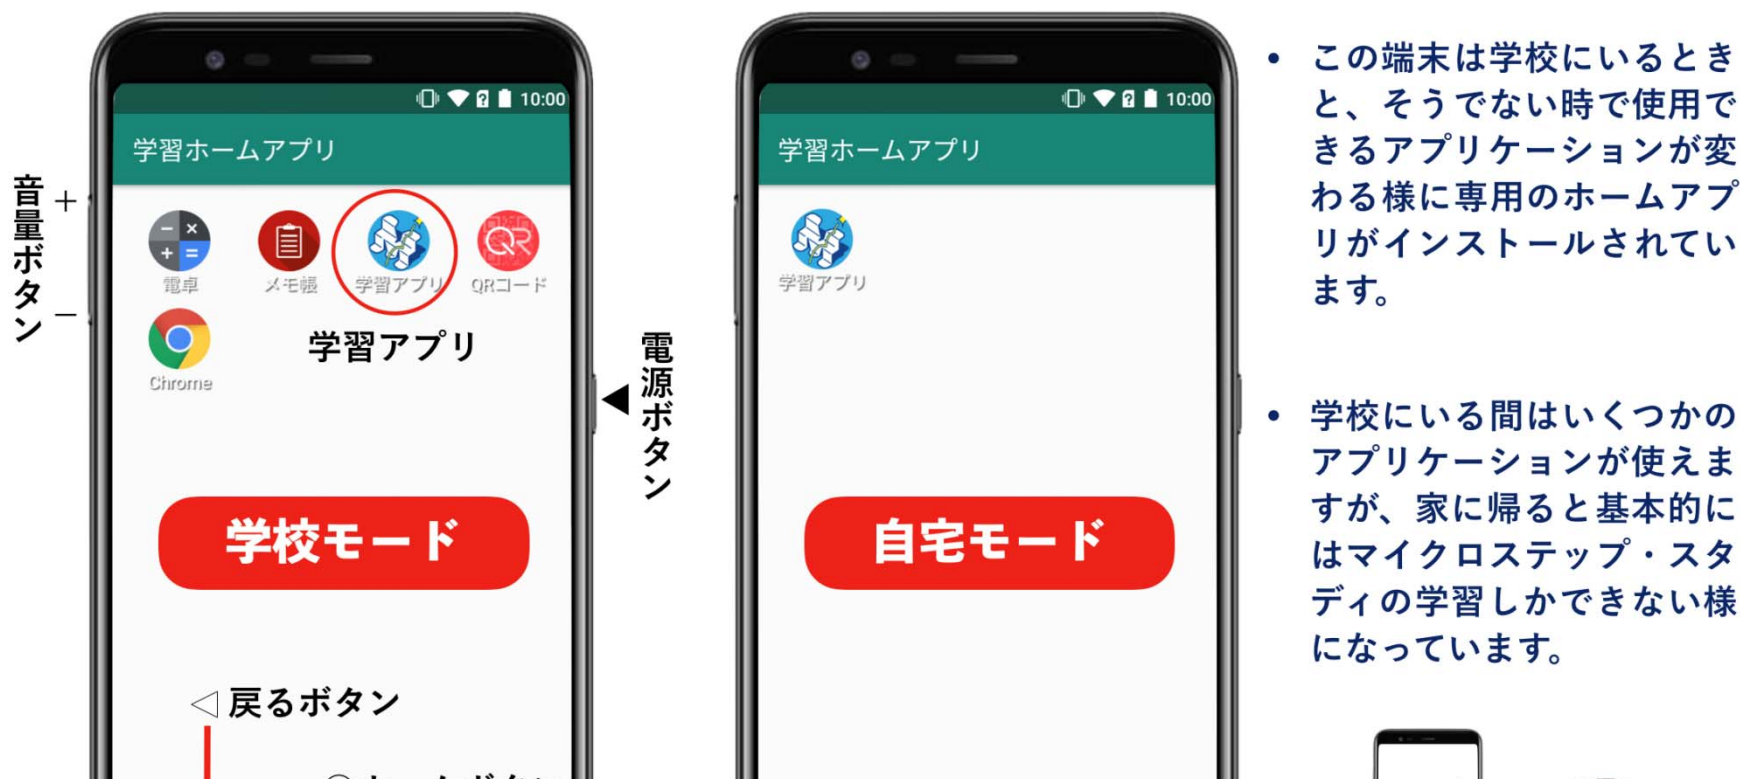 10:00
学習ホームアプリ
音量ボタン
+
−
電卓
メモ帳
学習アプリ
QRコード
Chrome
学習アプリ
電源ボタン
学校モード
◁ 戻るボタン
10:00
学習ホームアプリ
学習アプリ
自宅モード
• この端末は学校にいるとき
と、そうでない時で使用で
きるアプリケーションが変
わる様に専用のホームアプ
リがインストールされてい
ます。
• 学校にいる間はいくつかの
アプリケーションが使えま
すが、家に帰ると基本的に
はマイクロステップ・スタ
ディの学習しかできない様
になっています。